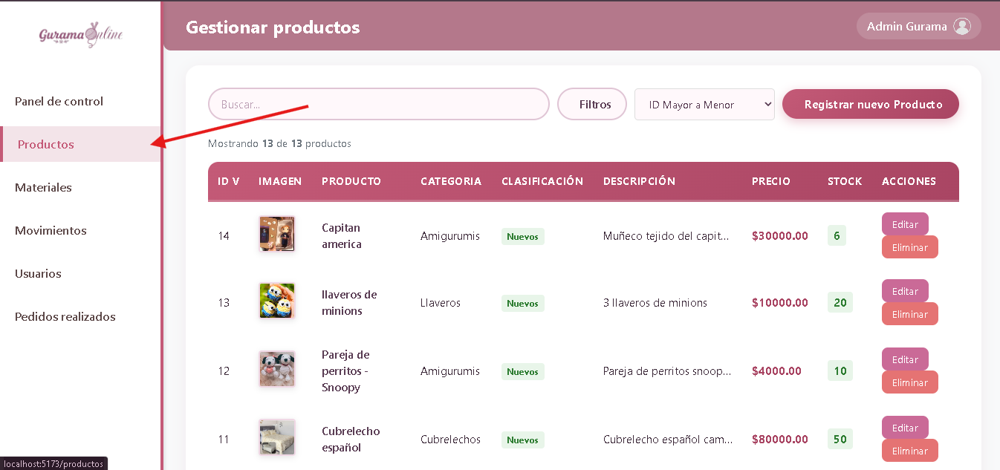 Gurama Online
Gestionar productos
Admin Gurama
Panel de control
Productos
Materiales
Movimientos
Usuarios
Pedidos realizados
Buscar...
Filtros
ID Mayor a Menor
Registrar nuevo Producto
Mostrando 13 de 13 productos
ID V IMAGEN PRODUCTO CATEGORIA CLASIFICACIÓN DESCRIPCIÓN PRECIO STOCK ACCIONES
14 Capitan america Amigurumis Nuevos Muñeco tejido del capit... $30000.00 6 Editar Eliminar
13 llaveros de minions Llaveros Nuevos 3 llaveros de minions $10000.00 20 Editar Eliminar
12 Pareja de perritos - Snoopy Amigurumis Nuevos Pareja de perritos snoop... $4000.00 10 Editar Eliminar
11 Cubrelecho español Cubrelechos Nuevos Cubrelecho español cam... $80000.00 50 Editar Eliminar
localhost:5173/productos